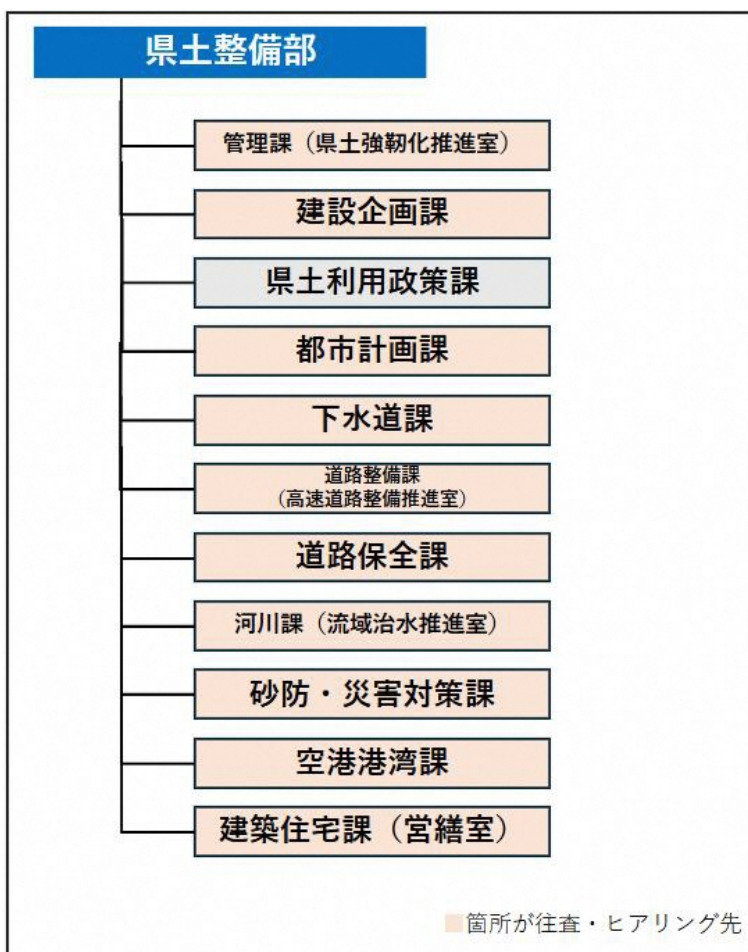 県土整備部
管理課（県土強靭化推進室）
建設企画課
県土利用政策課
都市計画課
下水道課
道路整備課
（高速道路整備推進室）
道路保全課
河川課（流域治水推進室）
砂防・災害対策課
空港港湾課
建築住宅課（営繕室）
箇所が往査・ヒアリング先